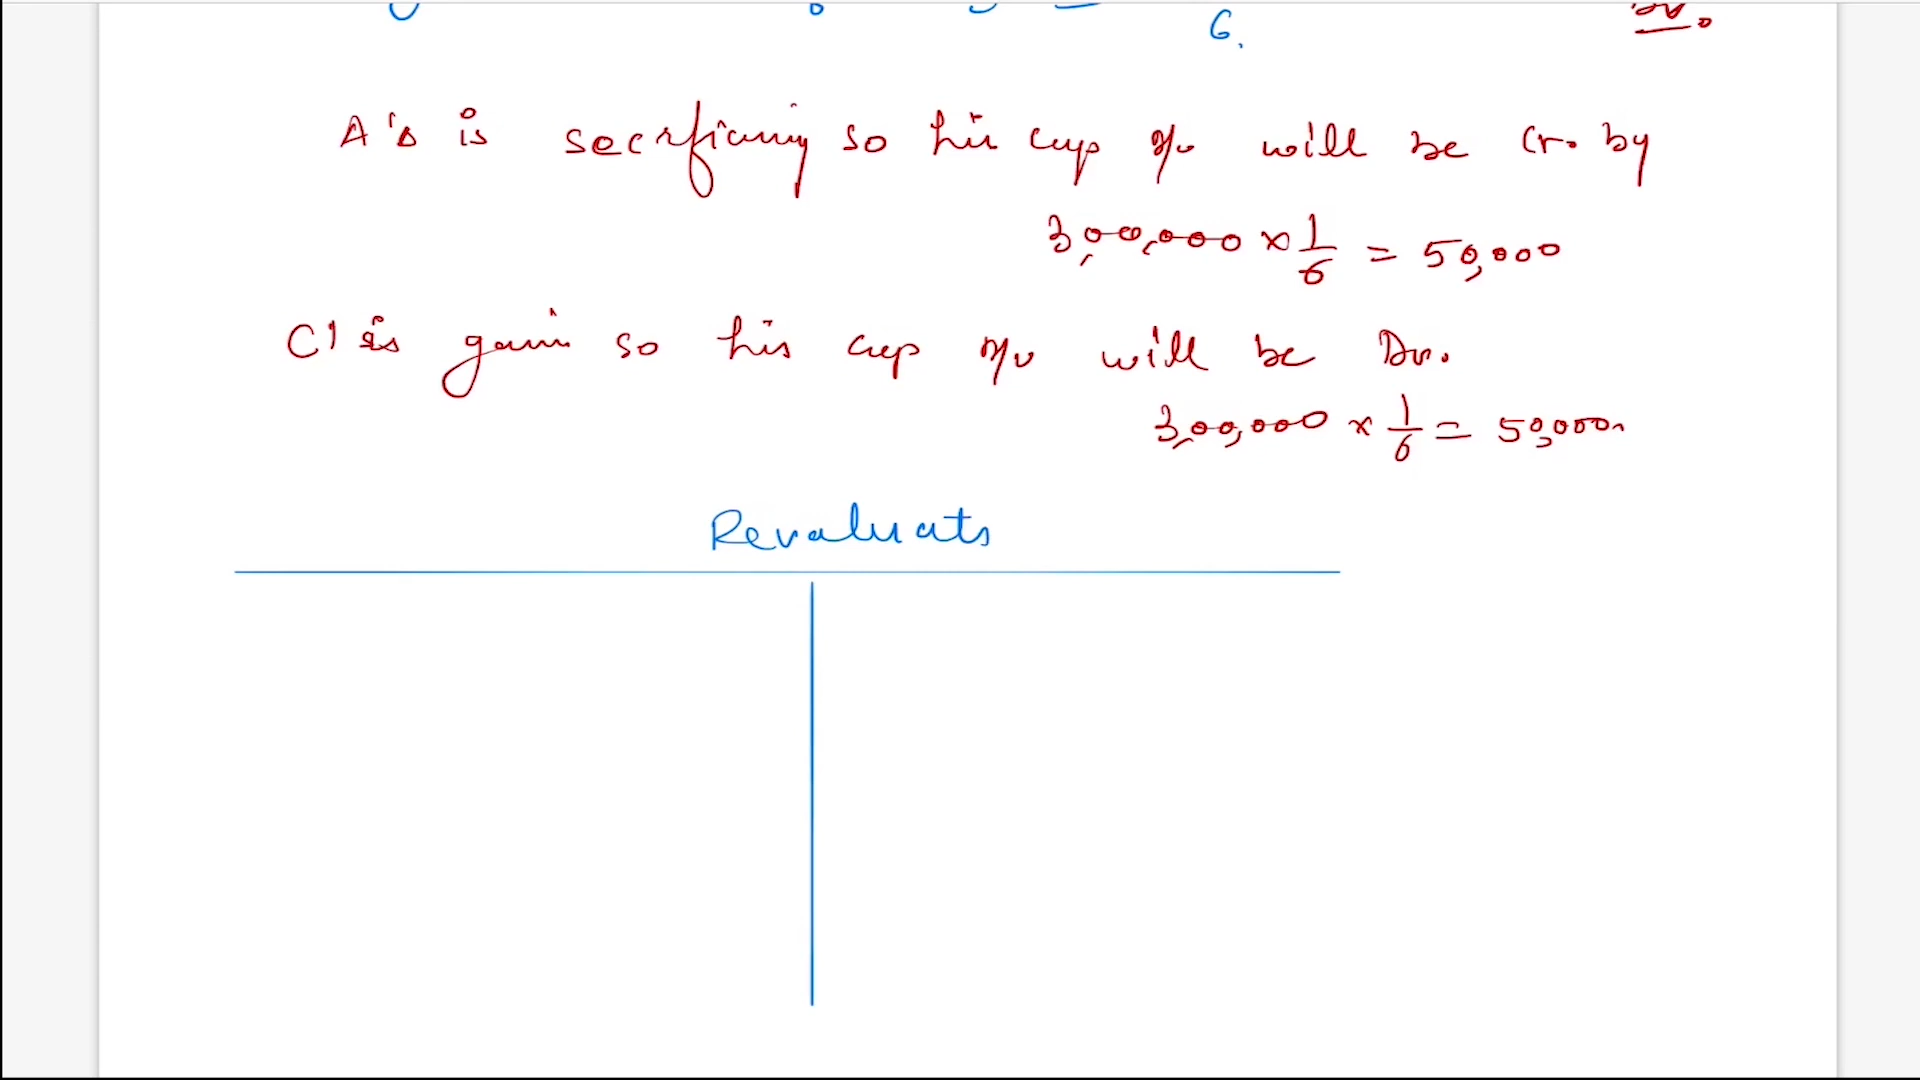 6.
A's is secrficing so his cap a/c will be Cr. by
3,00,000 × 1/6 = 50,000
C is gain so his cap a/c will be Dr.
3,00,000 × 1/6 = 50,000.
Revaluats